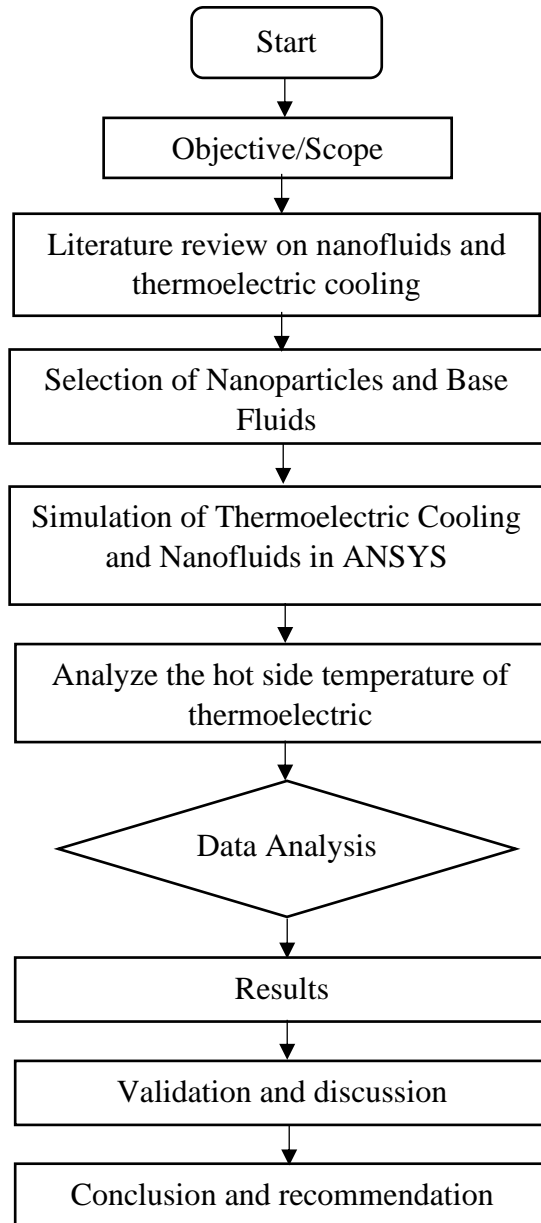 Start
Objective/Scope
Literature review on nanofluids and
thermoelectric cooling
Selection of Nanoparticles and Base
Fluids
Simulation of Thermoelectric Cooling
and Nanofluids in ANSYS
Analyze the hot side temperature of
thermoelectric
Data Analysis
Results
Validation and discussion
Conclusion and recommendation